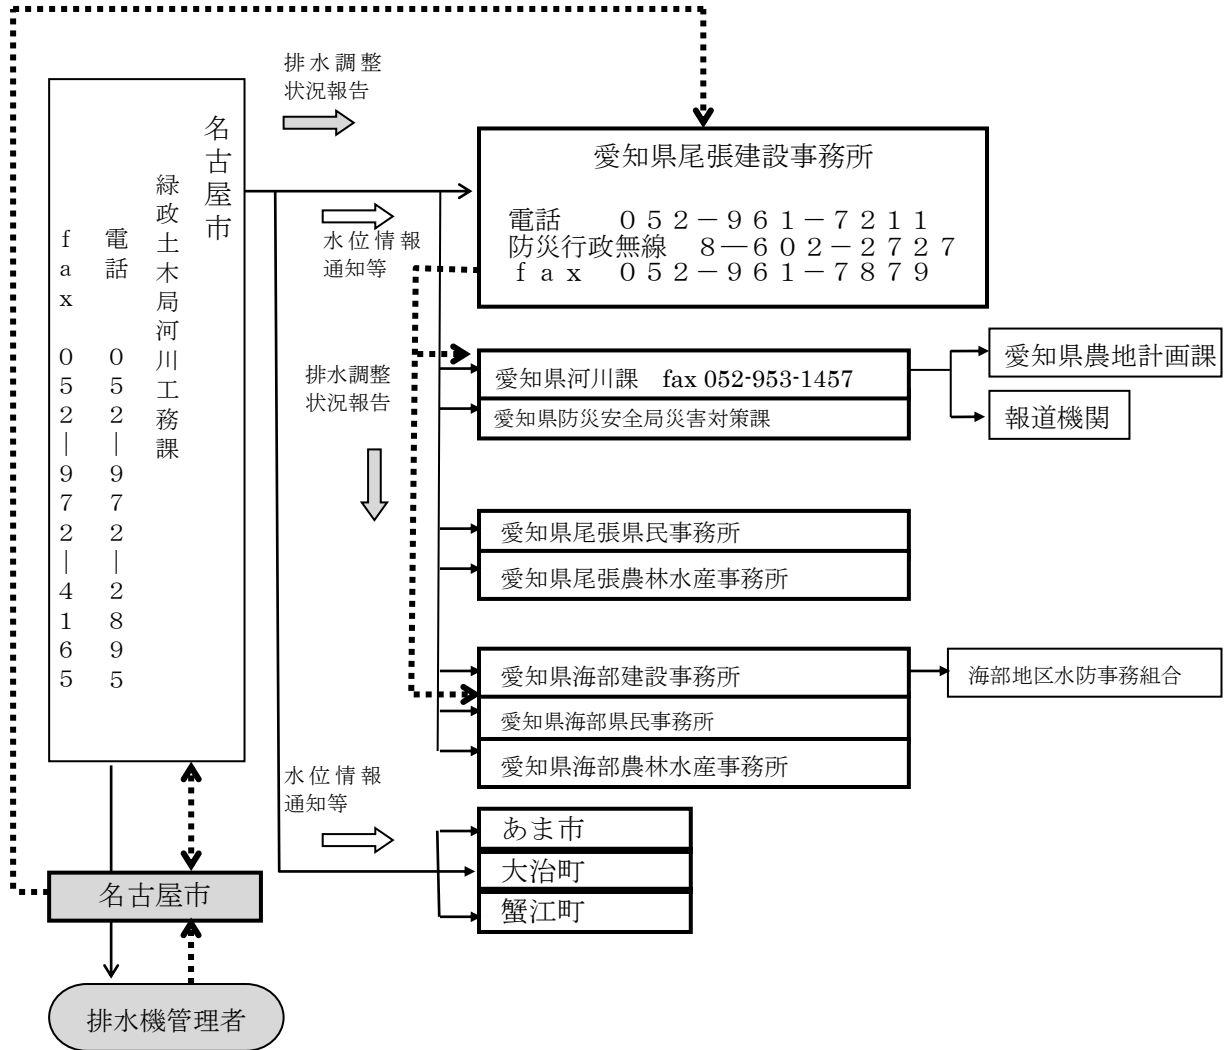 排水調整
状況報告
名古屋市
緑政土木局河川工務課
電話　０５２―９７２―２８９５
ｆａｘ　０５２―９７２―４１６５
愛知県尾張建設事務所
電話　　０５２－９６１－７２１１
防災行政無線　８―６０２－２７２７
ｆａｘ　０５２－９６１－７８７９
水位情報
通知等
排水調整
状況報告
愛知県河川課　fax 052-953-1457
愛知県防災安全局災害対策課
愛知県農地計画課
報道機関
愛知県尾張県民事務所
愛知県尾張農林水産事務所
愛知県海部建設事務所
愛知県海部県民事務所
愛知県海部農林水産事務所
海部地区水防事務組合
水位情報
通知等
あま市
大治町
蟹江町
名古屋市
排水機管理者